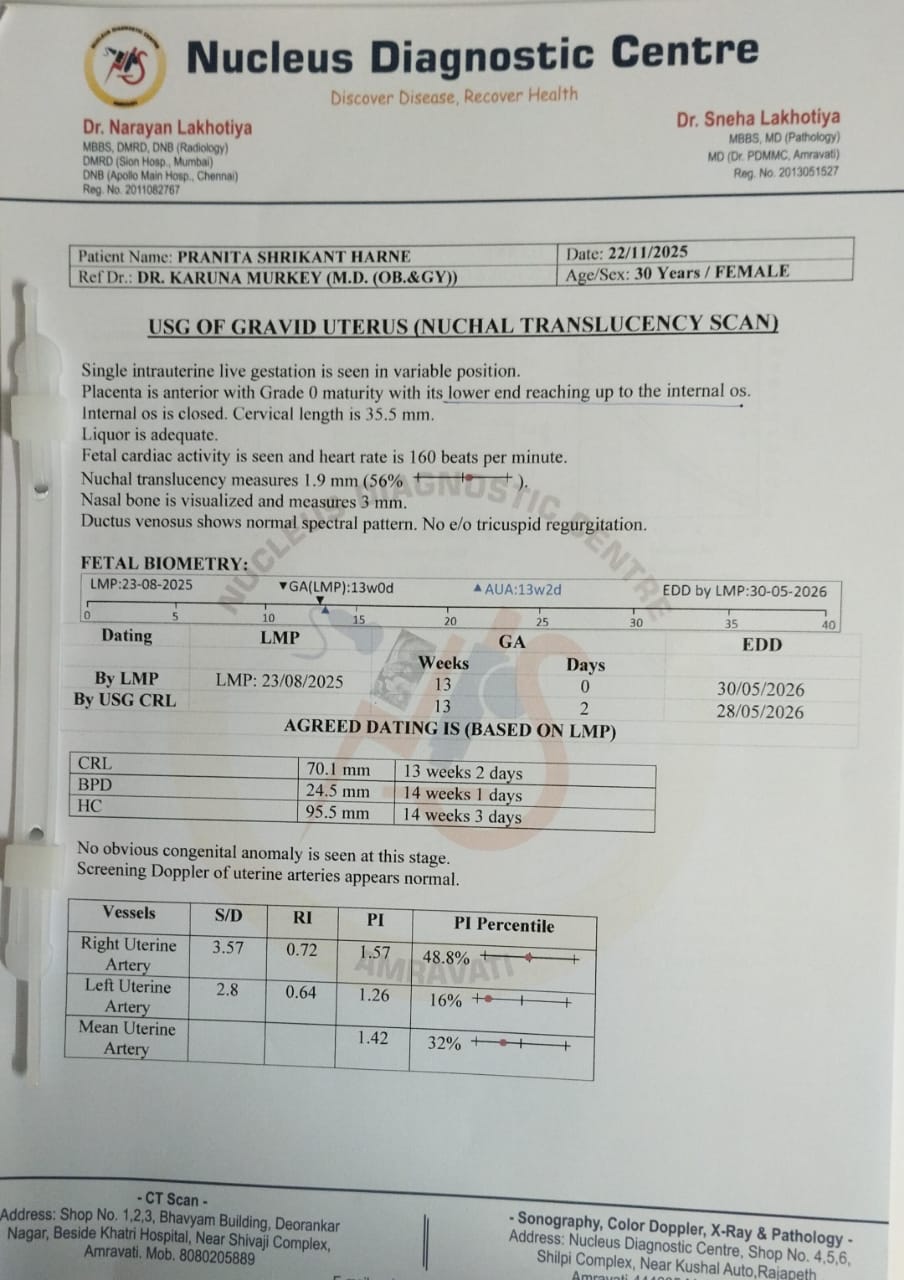 Nucleus Diagnostic Centre
Discover Disease, Recover Health
Dr. Narayan Lakhotiya
MBBS, DMRD, DNB (Radiology)
DMRD (Sion Hosp., Mumbai)
DNB (Apollo Main Hosp., Chennai)
Reg. No. 2011082767
Dr. Sneha Lakhotiya
MBBS, MD (Pathology)
MD (Dr. PDMMC, Amravati)
Reg. No. 2013051527
Patient Name: PRANITA SHRIKANT HARNE Date: 22/11/2025
Ref Dr.: DR. KARUNA MURKEY (M.D. (OB.&GY)) Age/Sex: 30 Years / FEMALE
USG OF GRAVID UTERUS (NUCHAL TRANSLUCENCY SCAN)
Single intrauterine live gestation is seen in variable position.
Placenta is anterior with Grade 0 maturity with its lower end reaching up to the internal os.
Internal os is closed. Cervical length is 35.5 mm.
Liquor is adequate.
Fetal cardiac activity is seen and heart rate is 160 beats per minute.
Nuchal translucency measures 1.9 mm (56% ).
Nasal bone is visualized and measures 3 mm.
Ductus venosus shows normal spectral pattern. No e/o tricuspid regurgitation.
NUCLEUS DIAGNOSTIC CENTRE
FETAL BIOMETRY:
LMP:23-08-2025 ▼GA(LMP):13w0d ▲AUA:13w2d EDD by LMP:30-05-2026
0 5 10 15 20 25 30 35 40
Dating LMP GA EDD
Weeks Days
By LMP LMP: 23/08/2025 13 0 30/05/2026
By USG CRL 13 2 28/05/2026
AGREED DATING IS (BASED ON LMP)
CRL 70.1 mm 13 weeks 2 days
BPD 24.5 mm 14 weeks 1 days
HC 95.5 mm 14 weeks 3 days
No obvious congenital anomaly is seen at this stage.
Screening Doppler of uterine arteries appears normal.
Vessels S/D RI PI PI Percentile
Right Uterine Artery 3.57 0.72 1.57 48.8%
Left Uterine Artery 2.8 0.64 1.26 16%
Mean Uterine Artery 1.42 32%
AMRAVATI
- CT Scan -
Address: Shop No. 1,2,3, Bhavyam Building, Deorankar
Nagar, Beside Khatri Hospital, Near Shivaji Complex,
Amravati. Mob. 8080205889
- Sonography, Color Doppler, X-Ray & Pathology -
Address: Nucleus Diagnostic Centre, Shop No. 4,5,6,
Shilpi Complex, Near Kushal Auto,Rajapeth